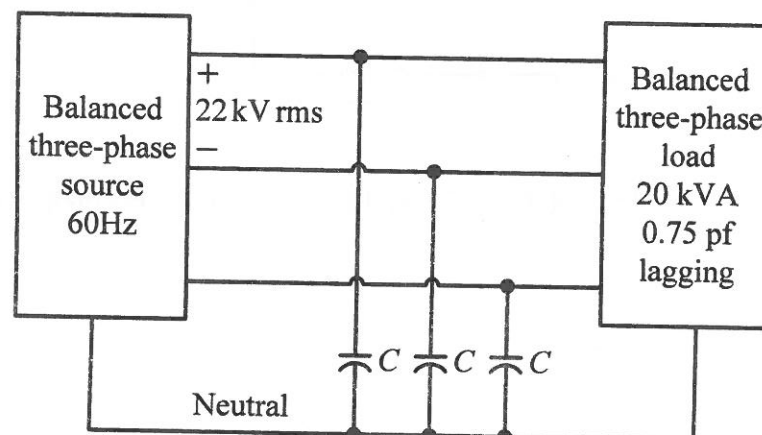 Balanced
three-phase
source
60Hz
+
22 kV rms
−
Balanced
three-phase
load
20 kVA
0.75 pf
lagging
C
C
C
Neutral